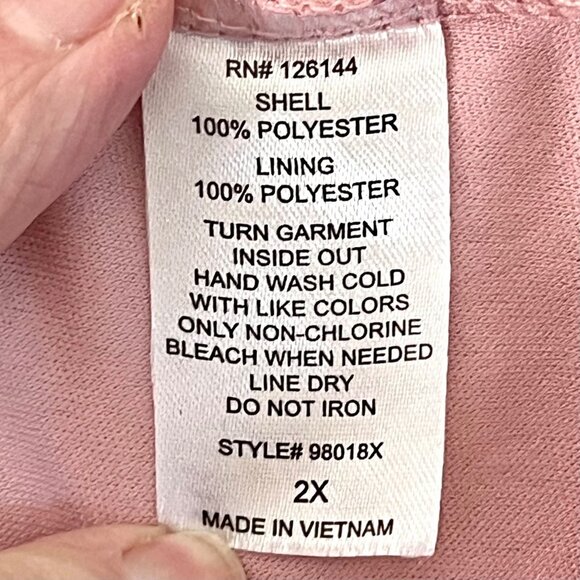 RN# 126144
SHELL
100% POLYESTER
LINING
100% POLYESTER
TURN GARMENT
INSIDE OUT
HAND WASH COLD
WITH LIKE COLORS
ONLY NON-CHLORINE
BLEACH WHEN NEEDED
LINE DRY
DO NOT IRON
STYLE# 98018X
2X
MADE IN VIETNAM